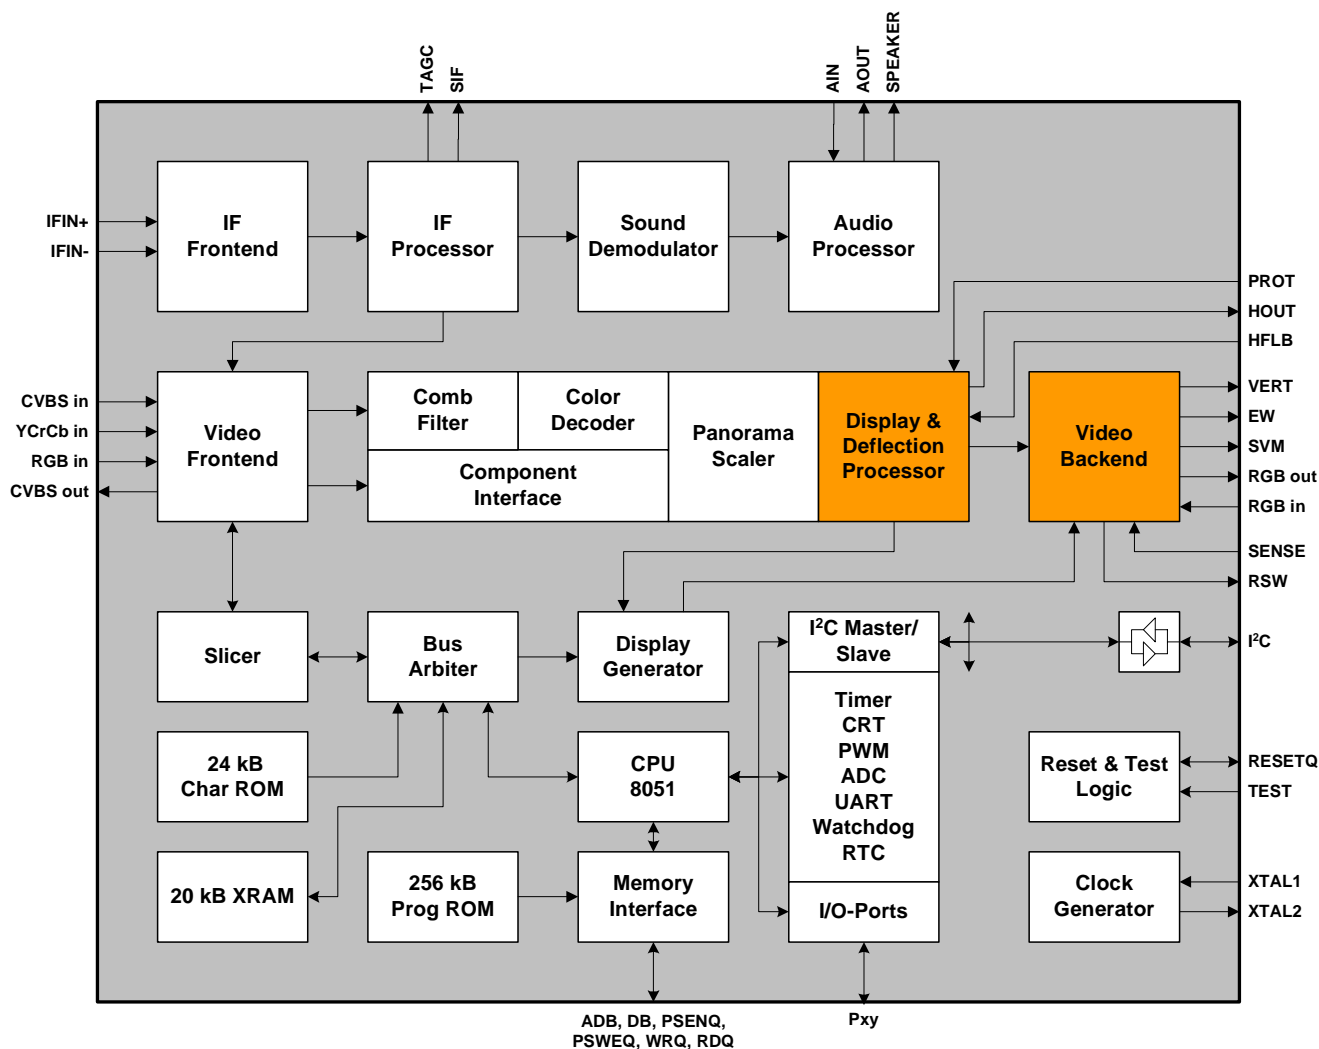 TAGC
SIF
AIN
AOUT
SPEAKER
IFIN+
IFIN-
IF
Frontend
IF
Processor
Sound
Demodulator
Audio
Processor
PROT
HOUT
HFLB
CVBS in
YCrCb in
RGB in
CVBS out
Video
Frontend
Comb
Filter
Color
Decoder
Component
Interface
Panorama
Scaler
Display &
Deflection
Processor
Video
Backend
VERT
EW
SVM
RGB out
RGB in
SENSE
RSW
Slicer
Bus
Arbiter
Display
Generator
I²C Master/
Slave
I²C
Timer
CRT
PWM
ADC
UART
Watchdog
RTC
24 kB
Char ROM
CPU
8051
Reset & Test
Logic
RESETQ
TEST
20 kB XRAM
256 kB
Prog ROM
Memory
Interface
I/O-Ports
Clock
Generator
XTAL1
XTAL2
ADB, DB, PSENQ,
PSWEQ, WRQ, RDQ
Pxy